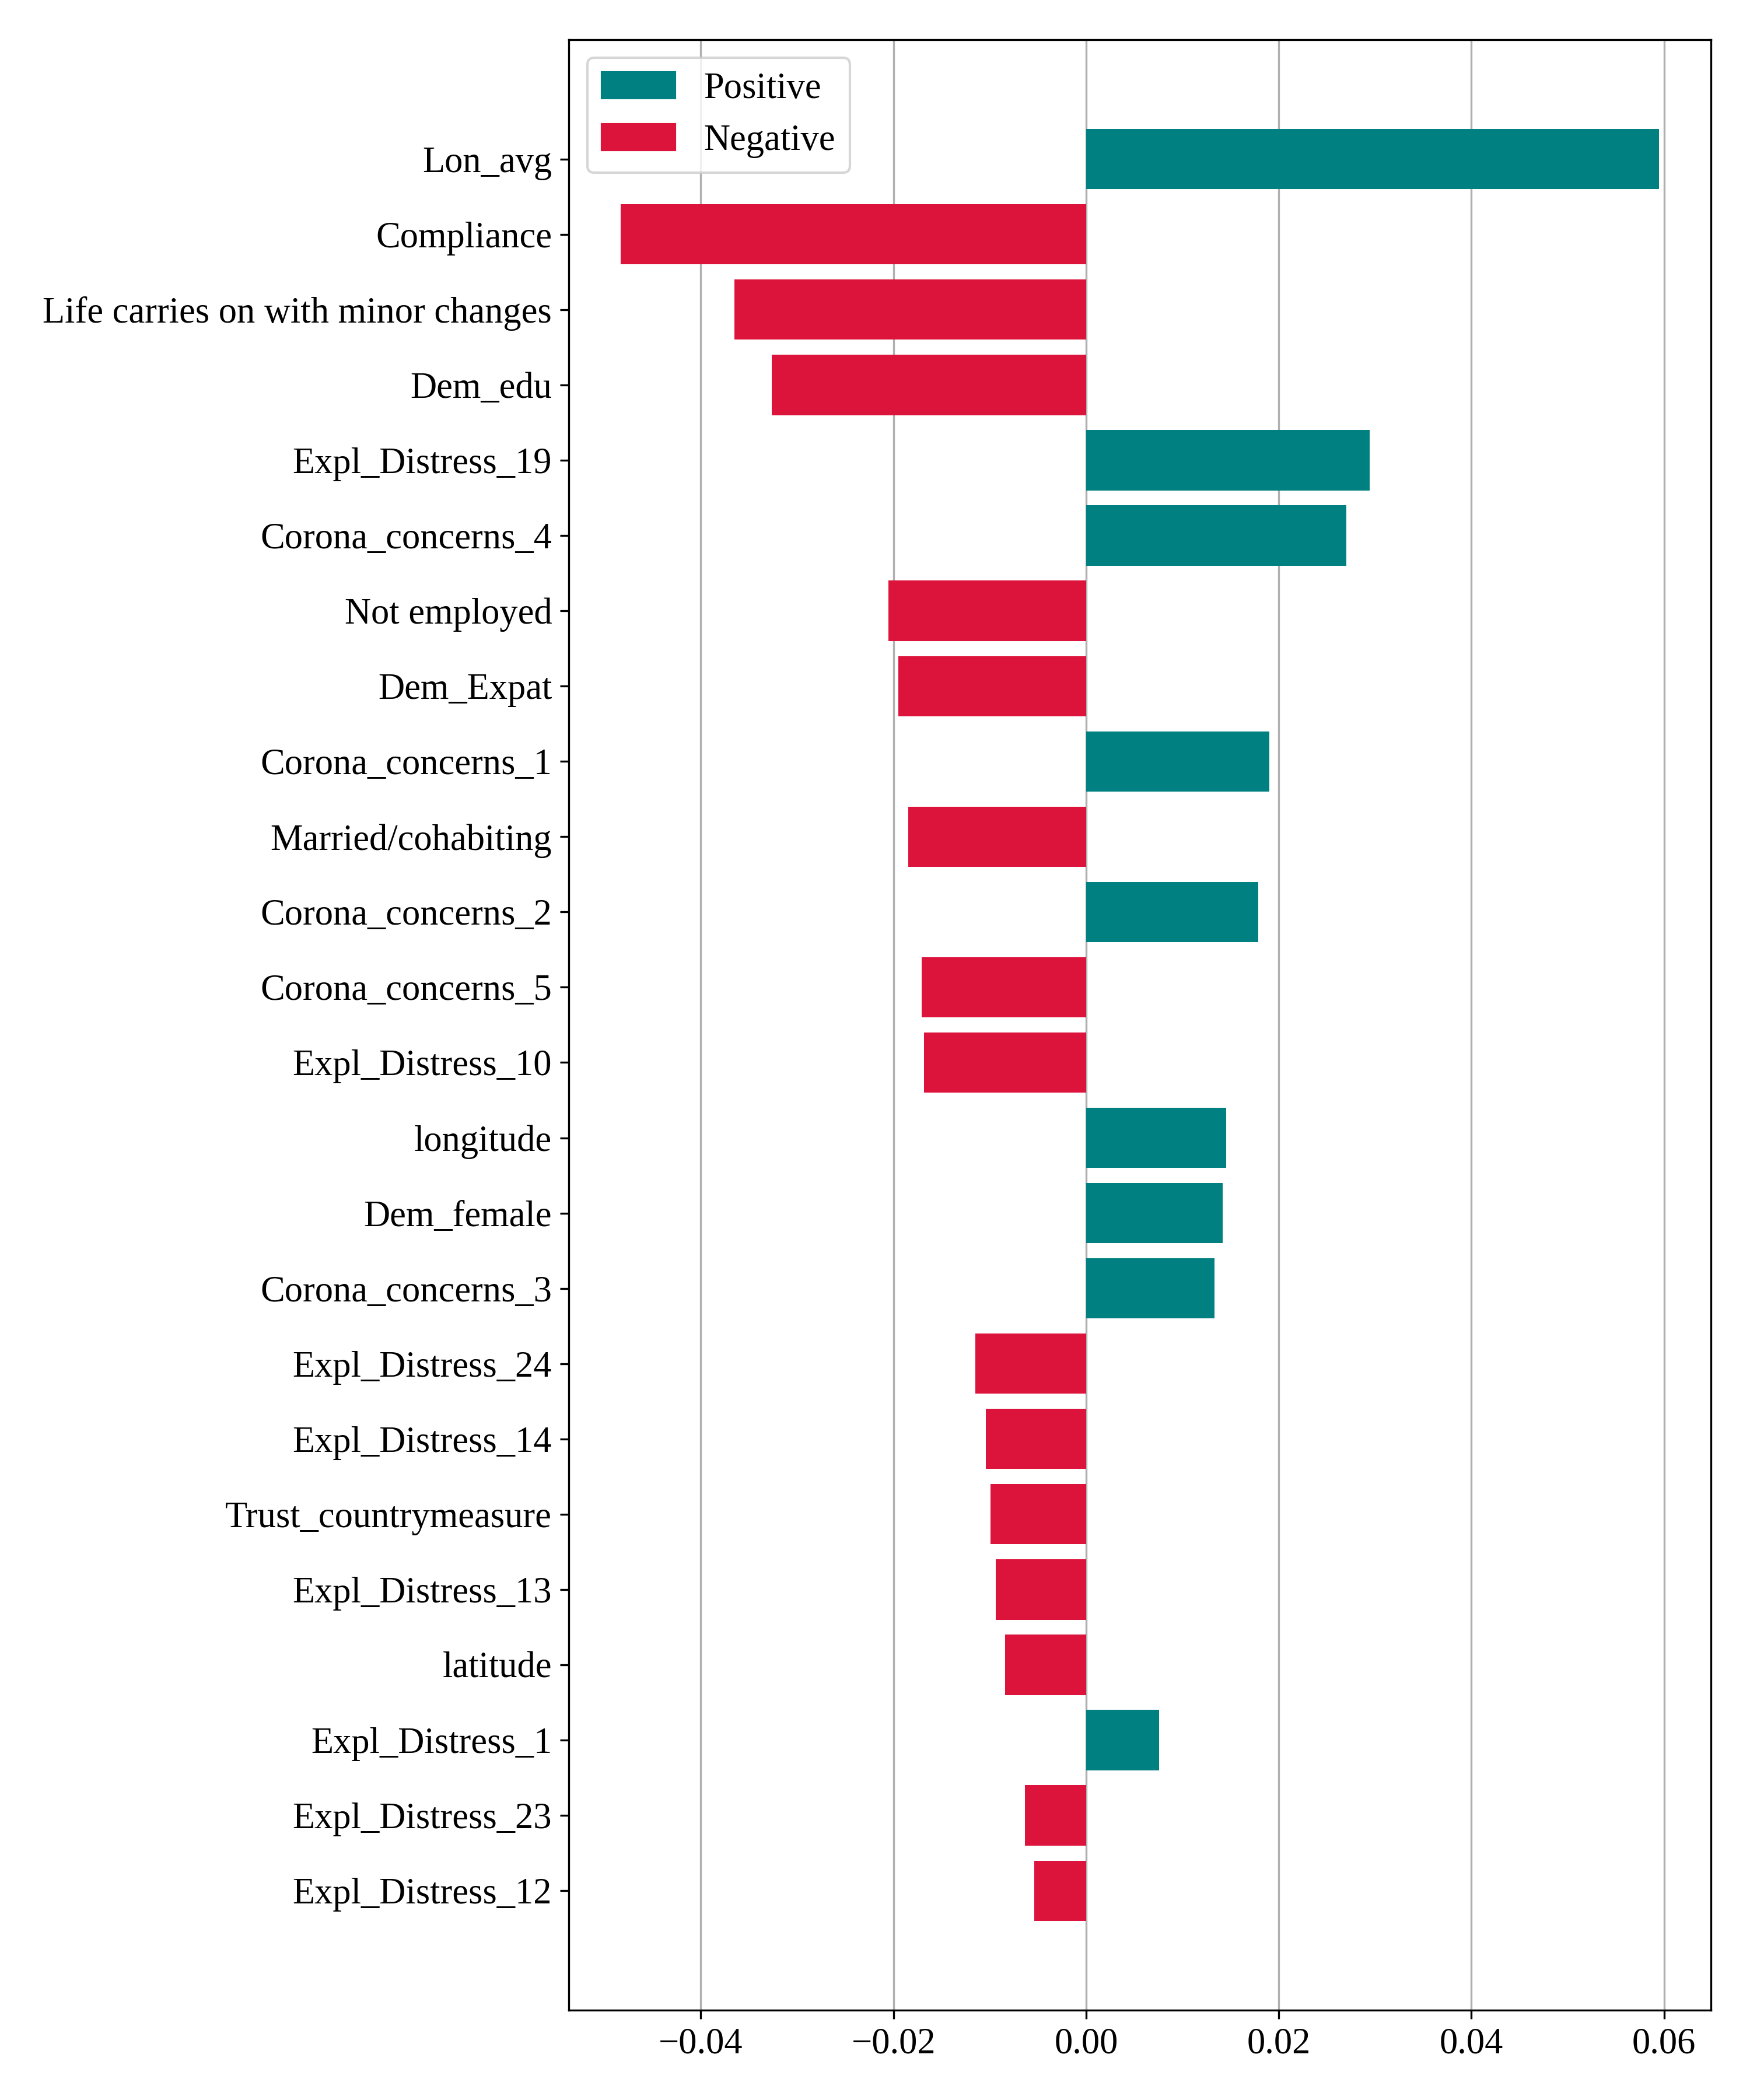 Positive
Negative
Lon_avg
Compliance
Life carries on with minor changes
Dem_edu
Expl_Distress_19
Corona_concerns_4
Not employed
Dem_Expat
Corona_concerns_1
Married/cohabiting
Corona_concerns_2
Corona_concerns_5
Expl_Distress_10
longitude
Dem_female
Corona_concerns_3
Expl_Distress_24
Expl_Distress_14
Trust_countrymeasure
Expl_Distress_13
latitude
Expl_Distress_1
Expl_Distress_23
Expl_Distress_12
−0.04 −0.02 0.00 0.02 0.04 0.06